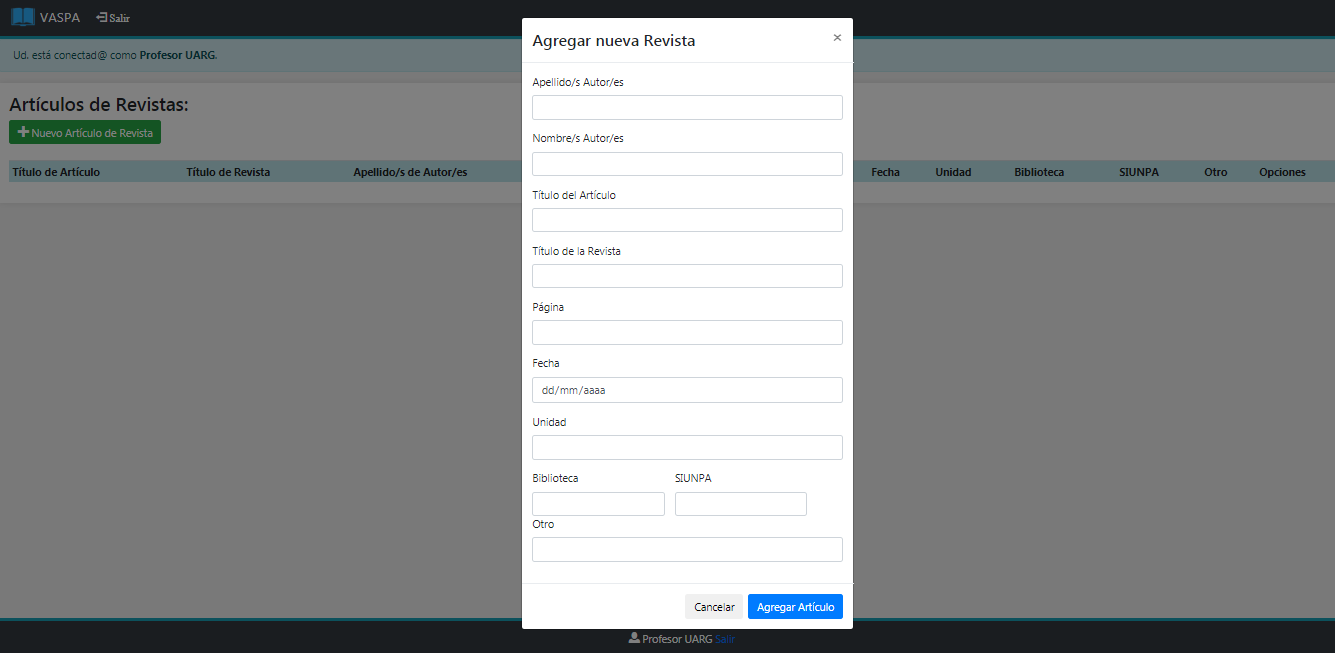 VASPA Salir
Ud. está conectad@ como Profesor UARG.
Artículos de Revistas:
Nuevo Artículo de Revista
Título de Artículo Título de Revista Apellido/s de Autor/es Fecha Unidad Biblioteca SIUNPA Otro Opciones
Agregar nueva Revista ×
Apellido/s Autor/es
Nombre/s Autor/es
Título del Artículo
Título de la Revista
Página
Fecha
dd/mm/aaaa
Unidad
Biblioteca SIUNPA
Otro
Cancelar Agregar Artículo
Profesor UARG Salir